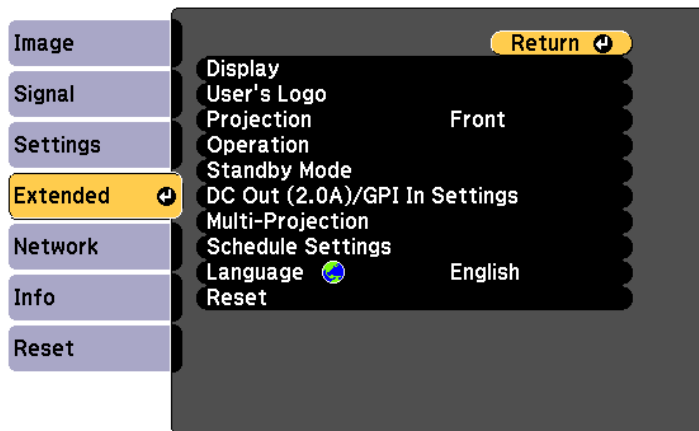 Image
Signal
Settings
Extended
Network
Info
Reset
Return
Display
User's Logo
Projection Front
Operation
Standby Mode
DC Out (2.0A)/GPI In Settings
Multi-Projection
Schedule Settings
Language English
Reset